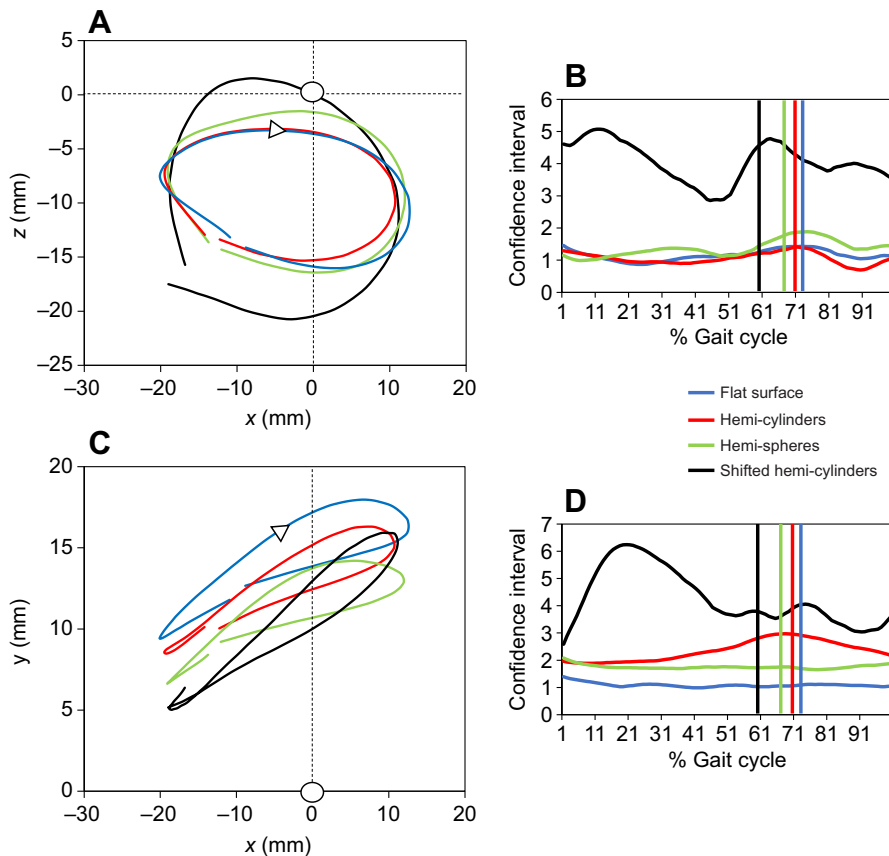 A
5
0
–5
–10
–15
–20
–25
z (mm)
–30
–20
–10
0
10
20
x (mm)
B
6
5
4
3
2
1
0
Confidence interval
1 11 21 31 41 51 61 71 81 91
% Gait cycle
Flat surface
Hemi-cylinders
Hemi-spheres
Shifted hemi-cylinders
C
20
15
10
5
0
y (mm)
–30
–20
–10
0
10
20
x (mm)
D
7
6
5
4
3
2
1
0
Confidence interval
1 11 21 31 41 51 61 71 81 91
% Gait cycle